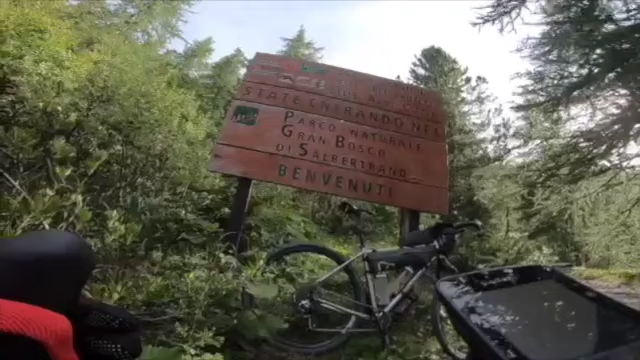 STATE ENTRANDO NEL
PARCO NATURALE
GRAN BOSCO
DI SALBERTRAND
BENVENUTI